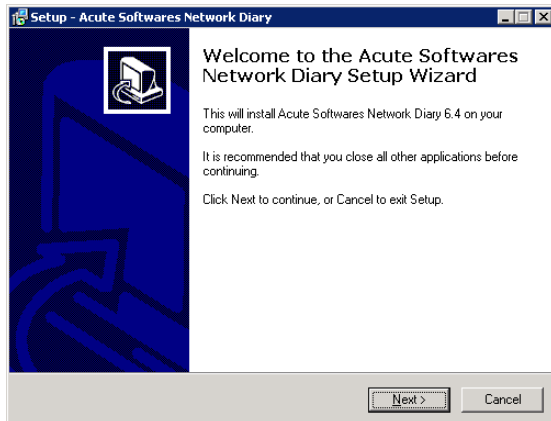 Setup - Acute Softwares Network Diary
Welcome to the Acute Softwares
Network Diary Setup Wizard
This will install Acute Softwares Network Diary 6.4 on your
computer.
It is recommended that you close all other applications before
continuing.
Click Next to continue, or Cancel to exit Setup.
Next >
Cancel